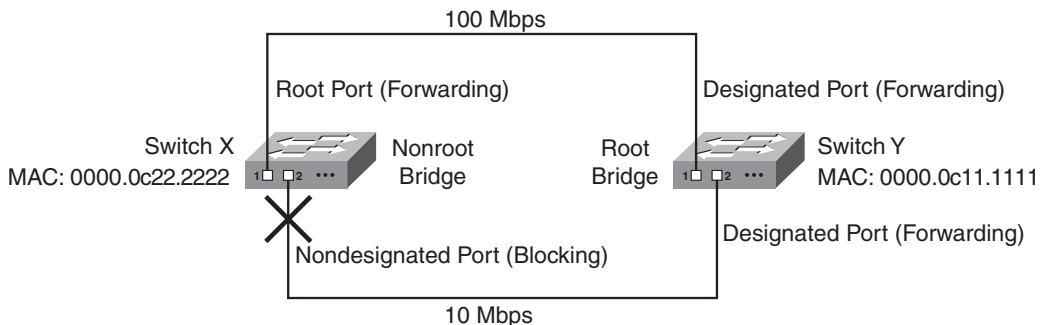 100 Mbps
Root Port (Forwarding)
Designated Port (Forwarding)
Switch X
MAC: 0000.0c22.2222
1 2 •••
Nonroot
Bridge
Root
Bridge
1 2 •••
Switch Y
MAC: 0000.0c11.1111
Designated Port (Forwarding)
Nondesignated Port (Blocking)
10 Mbps